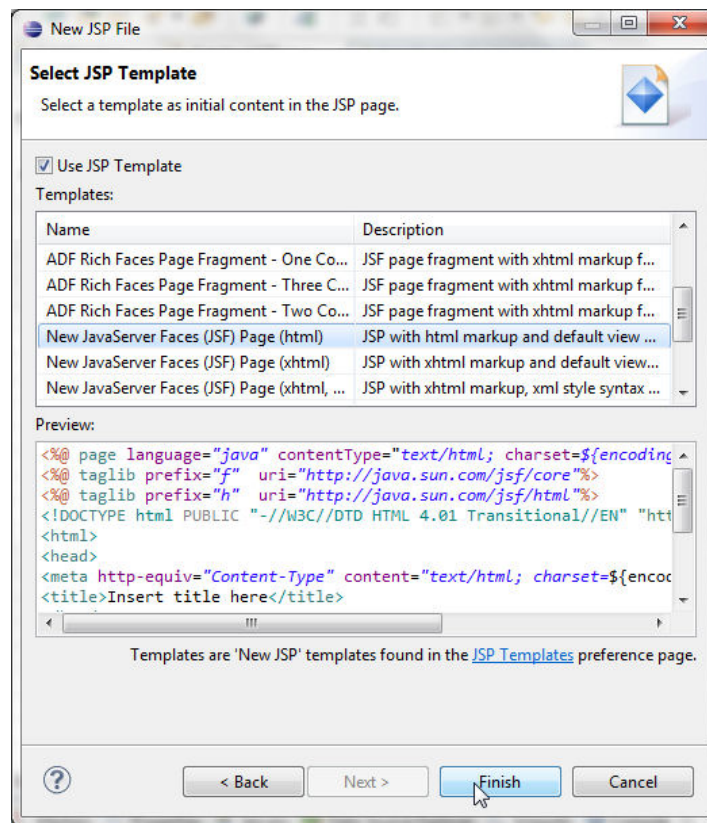 New JSP File
Select JSP Template
Select a template as initial content in the JSP page.
Use JSP Template
Templates:
Name Description
ADF Rich Faces Page Fragment - One Co... JSF page fragment with xhtml markup f...
ADF Rich Faces Page Fragment - Three C... JSF page fragment with xhtml markup f...
ADF Rich Faces Page Fragment - Two Co... JSF page fragment with xhtml markup f...
New JavaServer Faces (JSF) Page (html) JSP with html markup and default view ...
New JavaServer Faces (JSF) Page (xhtml) JSP with xhtml markup and default view...
New JavaServer Faces (JSF) Page (xhtml, ... JSP with xhtml markup, xml style syntax ...
Preview:
<%@ page language="java" contentType="text/html; charset=${encoding
<%@ taglib prefix="f" uri="http://java.sun.com/jsf/core"%>
<%@ taglib prefix="h" uri="http://java.sun.com/jsf/html"%>
<!DOCTYPE html PUBLIC "-//W3C//DTD HTML 4.01 Transitional//EN" "htt
<html>
<head>
<meta http-equiv="Content-Type" content="text/html; charset=${encod
<title>Insert title here</title>
Templates are 'New JSP' templates found in the JSP Templates preference page.
? < Back Next > Finish Cancel